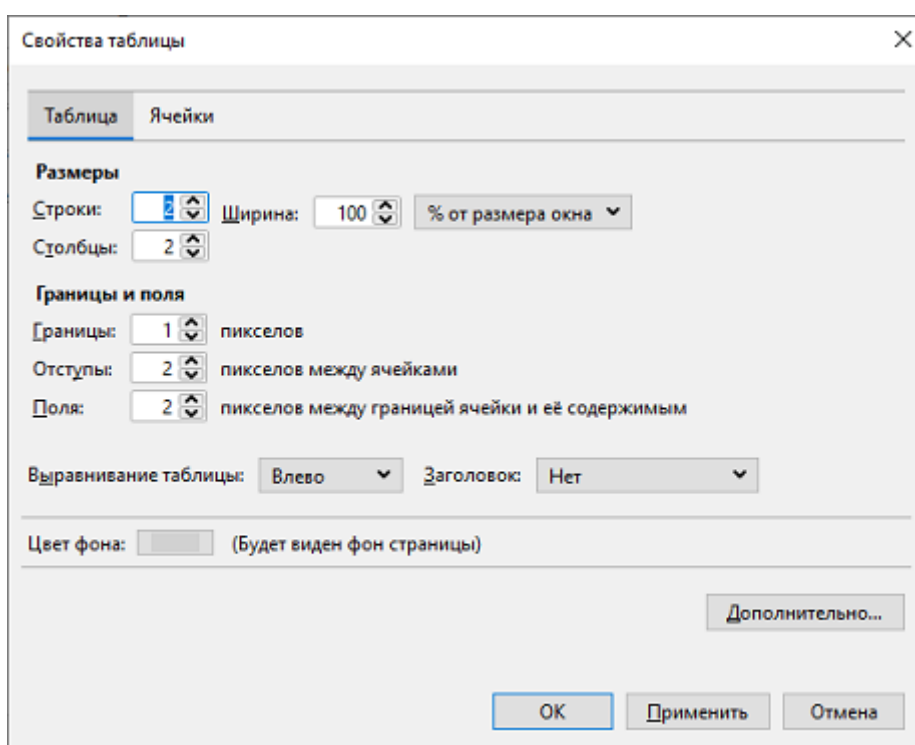 Свойства таблицы
Таблица Ячейки
Размеры
Строки: 2 Ширина: 100 % от размера окна
Столбцы: 2
Границы и поля
Границы: 1 пикселов
Отступы: 2 пикселов между ячейками
Поля: 2 пикселов между границей ячейки и её содержимым
Выравнивание таблицы: Влево Заголовок: Нет
Цвет фона: (Будет виден фон страницы)
Дополнительно...
OK Применить Отмена